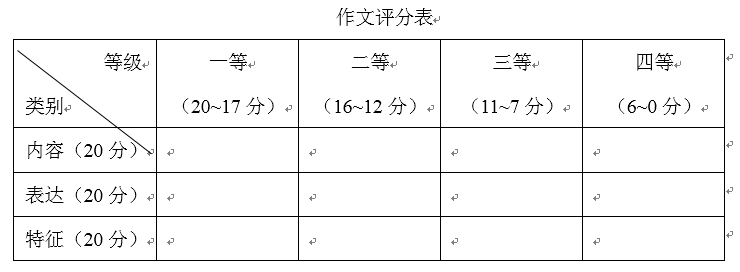 作文评分表
等级 一等 二等 三等 四等
类别 （20~17 分） （16~12 分） （11~7 分） （6~0 分）
内容（20 分）
表达（20 分）
特征（20 分）